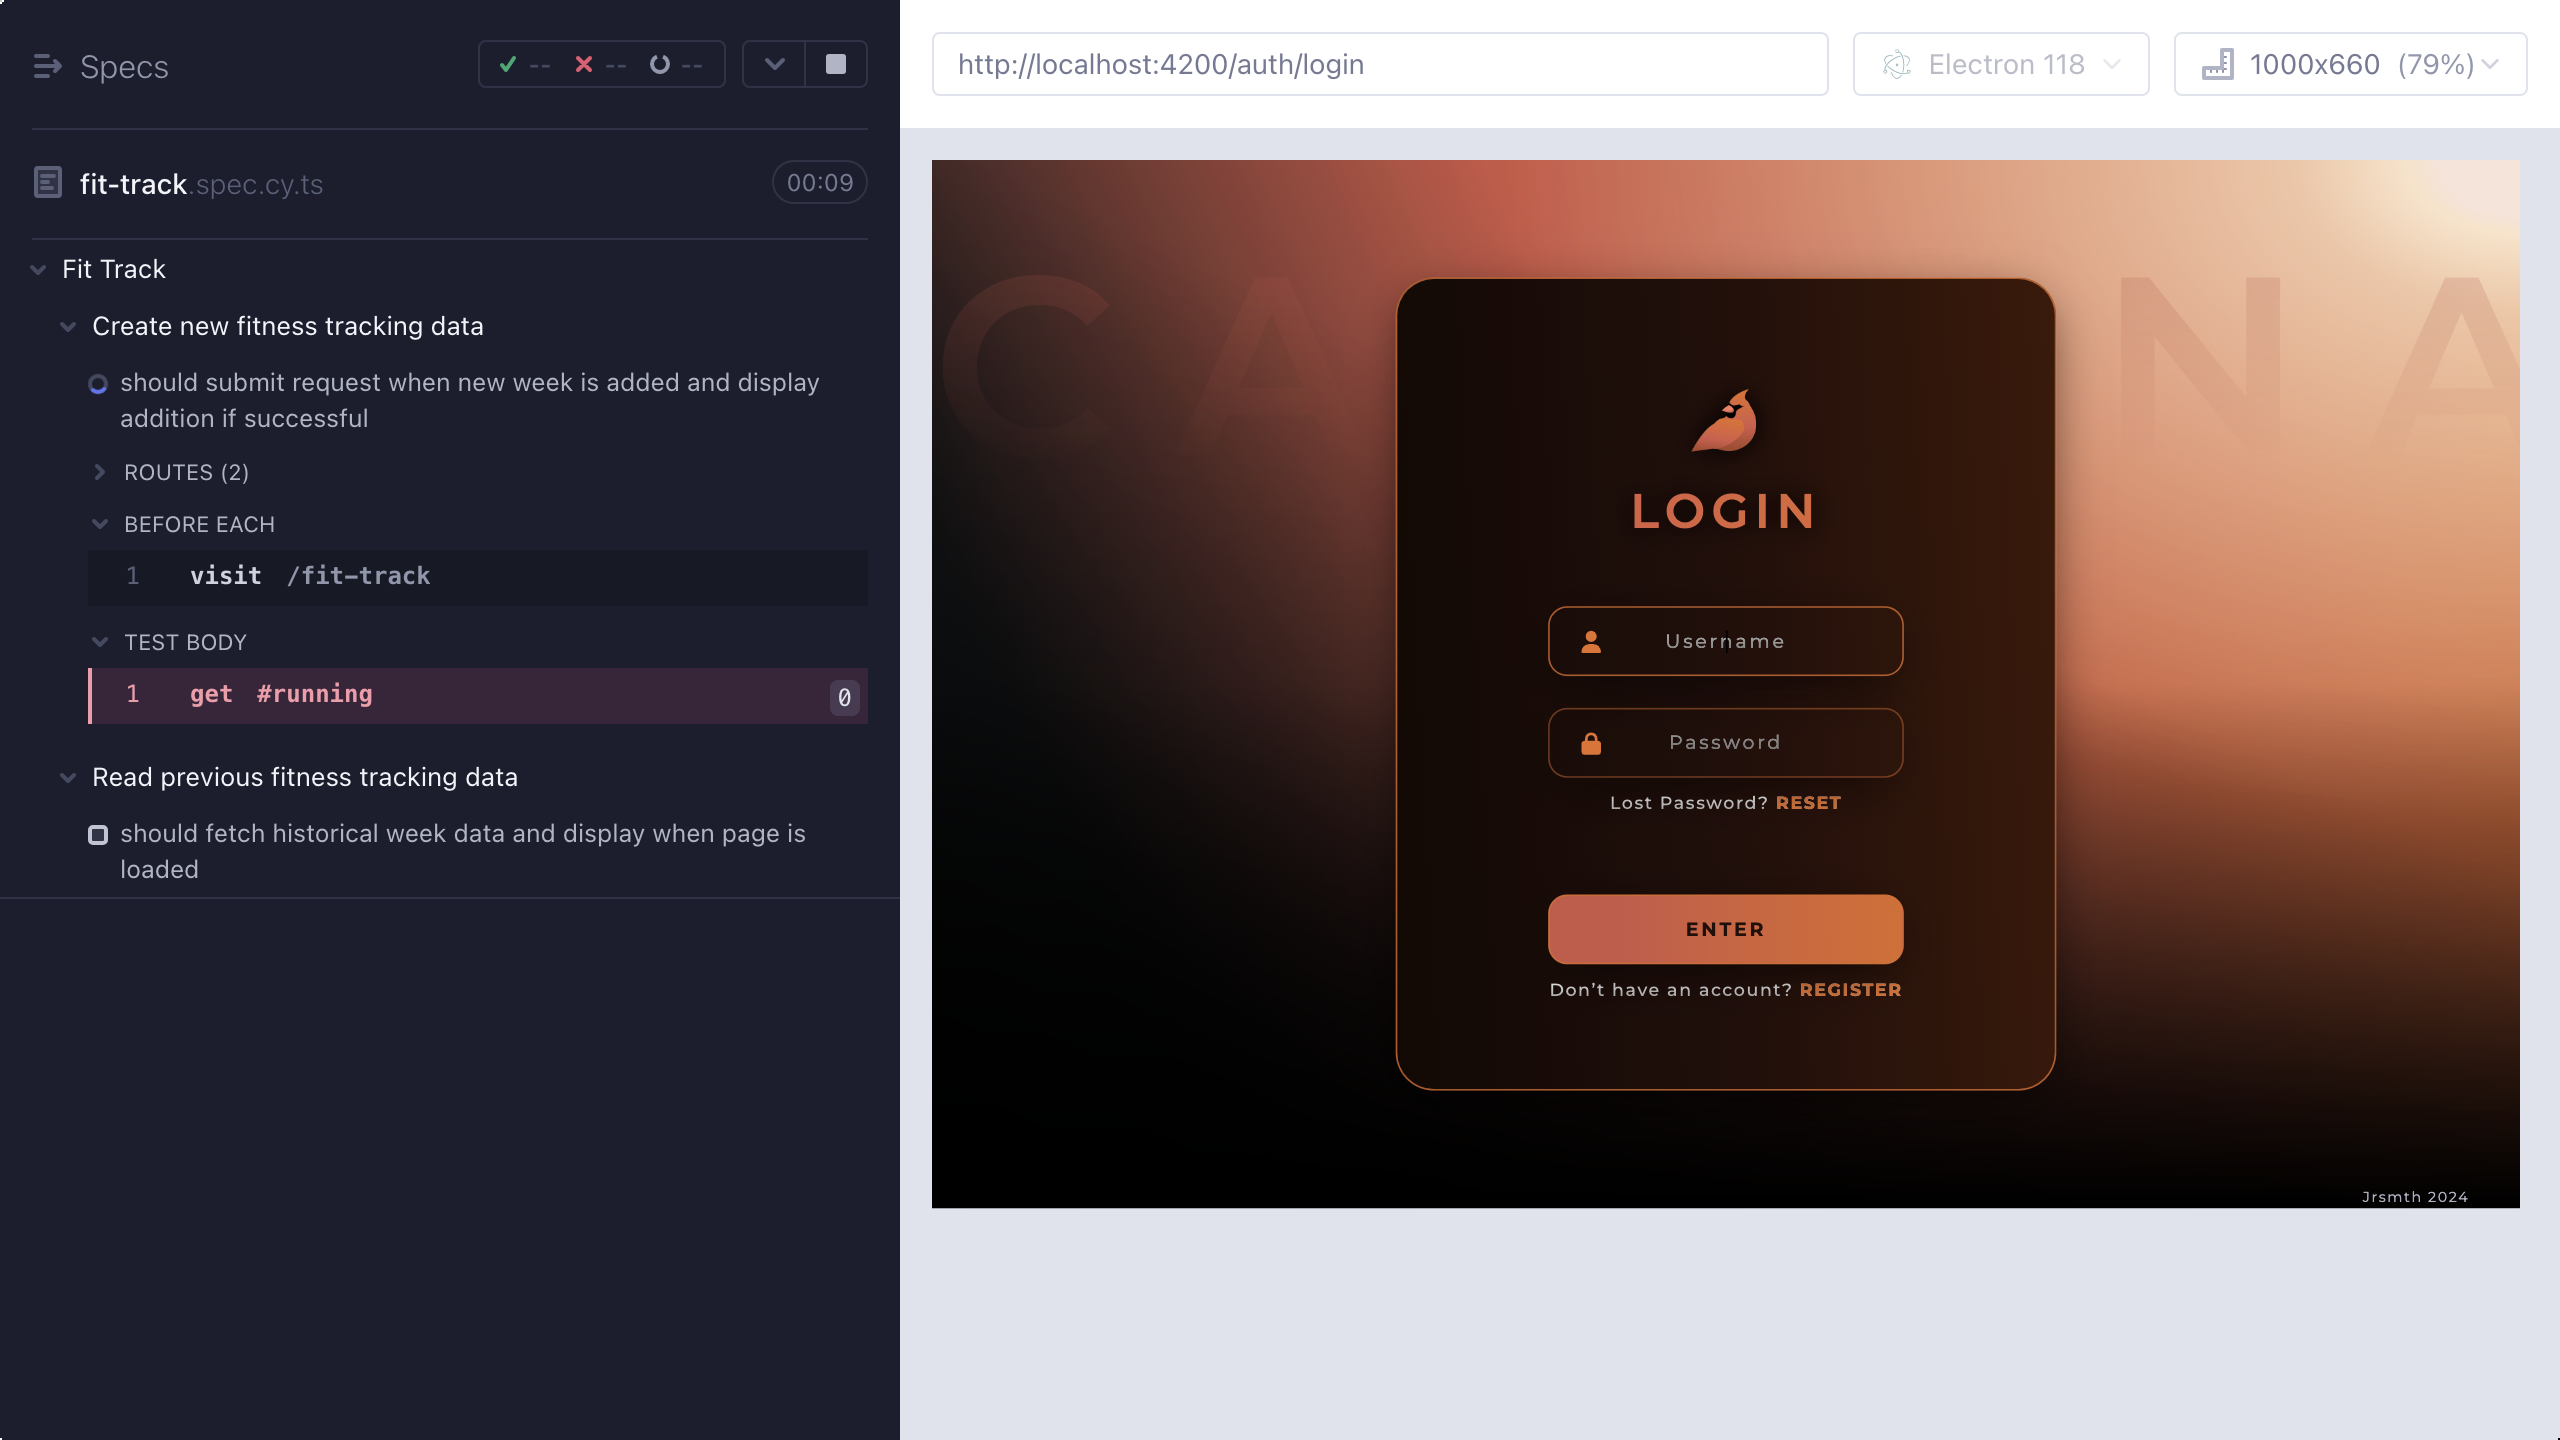 Specs
-- -- --
fit-track.spec.cy.ts
00:09
Fit Track
Create new fitness tracking data
should submit request when new week is added and display
addition if successful
ROUTES (2)
BEFORE EACH
1 visit /fit-track
TEST BODY
1 get #running 0
Read previous fitness tracking data
should fetch historical week data and display when page is
loaded
http://localhost:4200/auth/login
Electron 118
1000x660 (79%)
C A N A
LOGIN
Username
Password
Lost Password? RESET
ENTER
Don't have an account? REGISTER
Jrsmth 2024